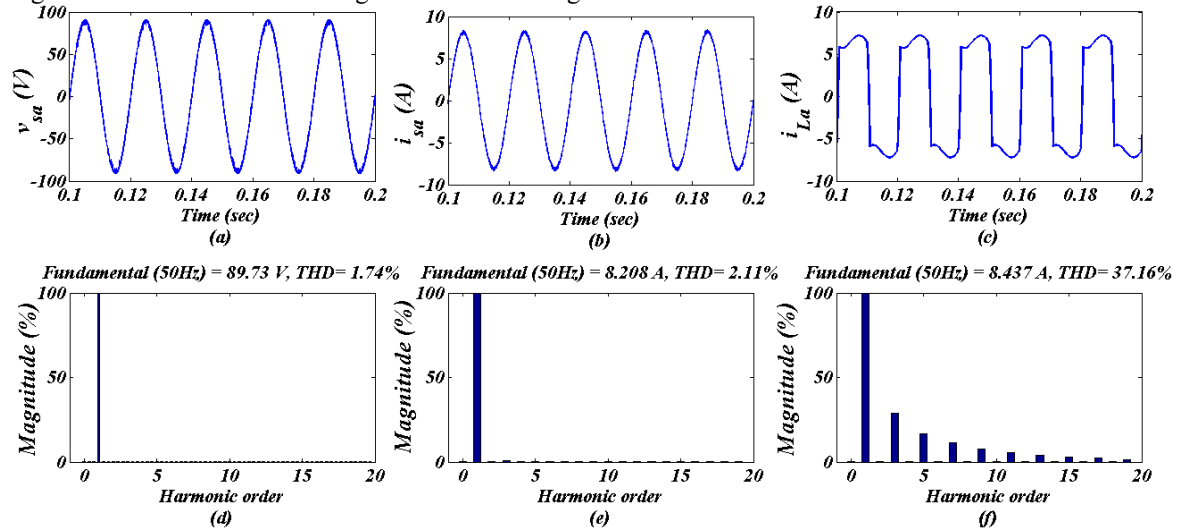 100
50
0
-50
-100
v_sa (V)
0.1 0.12 0.14 0.16 0.18 0.2
Time (sec)
(a)
10
5
0
-5
-10
i_sa (A)
0.1 0.12 0.14 0.16 0.18 0.2
Time (sec)
(b)
10
5
0
-5
-10
i_La (A)
0.1 0.12 0.14 0.16 0.18 0.2
Time (sec)
(c)
Fundamental (50Hz) = 89.73 V, THD= 1.74%
100
50
0
Magnitude (%)
0 5 10 15 20
Harmonic order
(d)
Fundamental (50Hz) = 8.208 A, THD= 2.11%
100
50
0
Magnitude (%)
0 5 10 15 20
Harmonic order
(e)
Fundamental (50Hz) = 8.437 A, THD= 37.16%
100
50
0
Magnitude (%)
0 5 10 15 20
Harmonic order
(f)